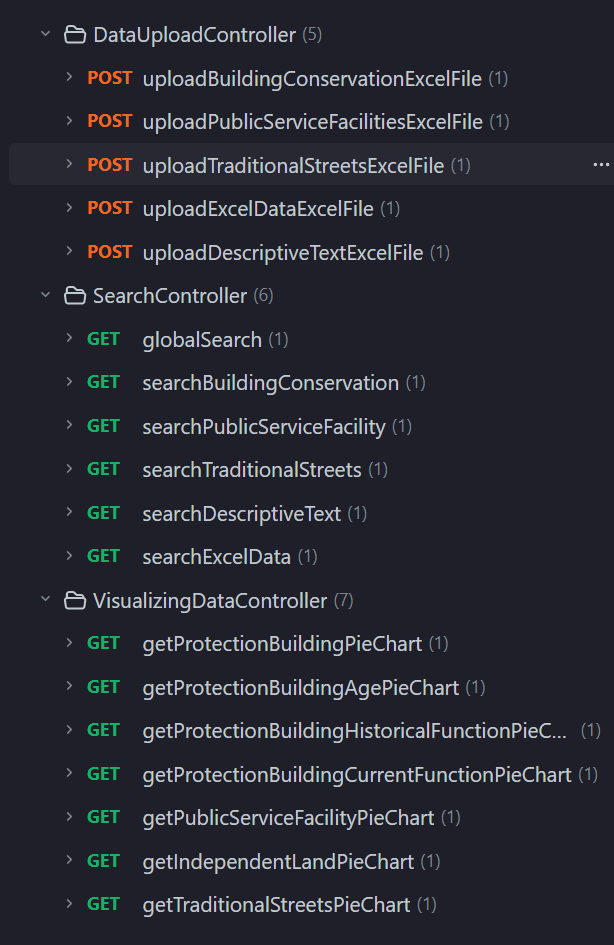 DataUploadController (5)
POST uploadBuildingConservationExcelFile (1)
POST uploadPublicServiceFacilitiesExcelFile (1)
POST uploadTraditionalStreetsExcelFile (1) ...
POST uploadExcelDataExcelFile (1)
POST uploadDescriptiveTextExcelFile (1)
SearchController (6)
GET globalSearch (1)
GET searchBuildingConservation (1)
GET searchPublicServiceFacility (1)
GET searchTraditionalStreets (1)
GET searchDescriptiveText (1)
GET searchExcelData (1)
VisualizingDataController (7)
GET getProtectionBuildingPieChart (1)
GET getProtectionBuildingAgePieChart (1)
GET getProtectionBuildingHistoricalFunctionPieC... (1)
GET getProtectionBuildingCurrentFunctionPieChart (1)
GET getPublicServiceFacilityPieChart (1)
GET getIndependentLandPieChart (1)
GET getTraditionalStreetsPieChart (1)